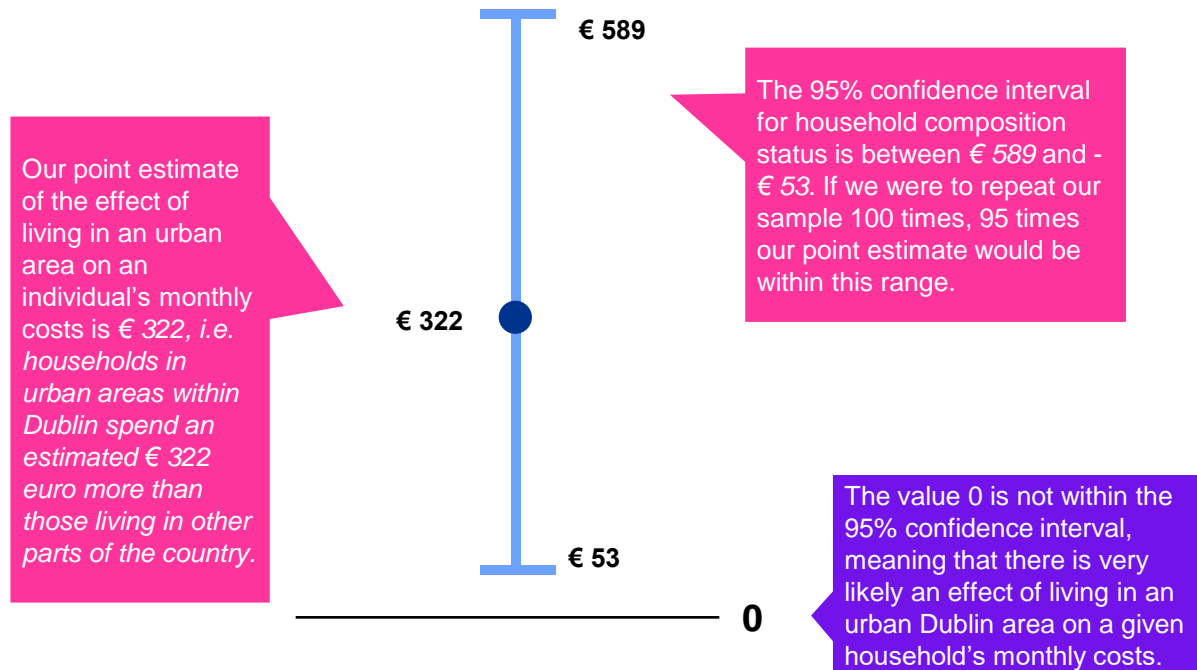 € 589
The 95% confidence interval
for household composition
status is between € 589 and -
€ 53. If we were to repeat our
sample 100 times, 95 times
our point estimate would be
within this range.
Our point estimate
of the effect of
living in an urban
area on an
individual’s monthly
costs is € 322, i.e.
households in
urban areas within
Dublin spend an
estimated € 322
euro more than
those living in other
parts of the country.
€ 322
€ 53
0
The value 0 is not within the
95% confidence interval,
meaning that there is very
likely an effect of living in an
urban Dublin area on a given
household’s monthly costs.